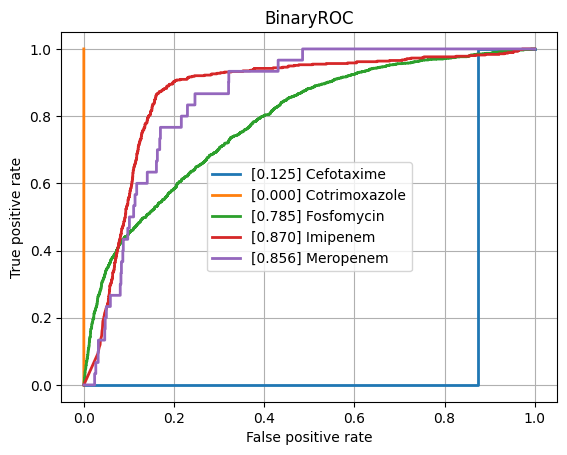 BinaryROC
True positive rate
1.0
0.8
0.6
0.4
0.2
0.0
[0.125] Cefotaxime
[0.000] Cotrimoxazole
[0.785] Fosfomycin
[0.870] Imipenem
[0.856] Meropenem
0.0 0.2 0.4 0.6 0.8 1.0
False positive rate